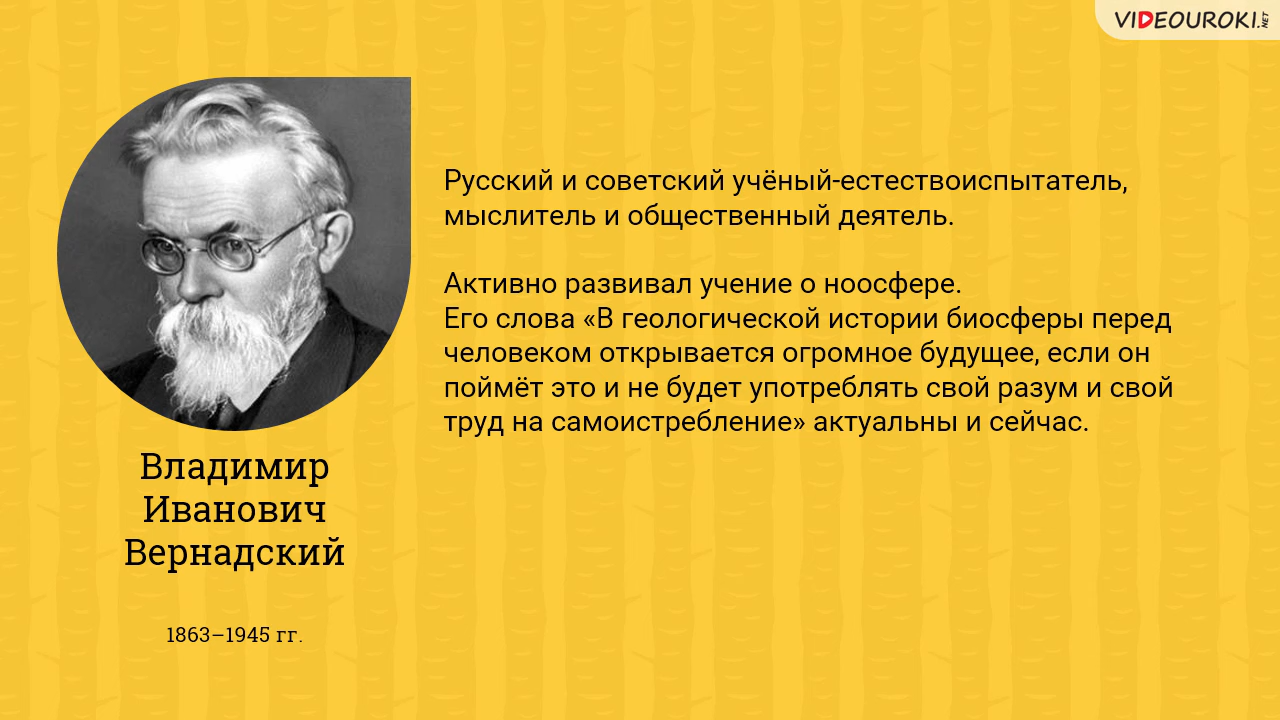 VIDEOUROKI.NET
Русский и советский учёный-естествоиспытатель,
мыслитель и общественный деятель.
Активно развивал учение о ноосфере.
Его слова «В геологической истории биосферы перед
человеком открывается огромное будущее, если он
поймёт это и не будет употреблять свой разум и свой
труд на самоистребление» актуальны и сейчас.
Владимир
Иванович
Вернадский
1863–1945 гг.